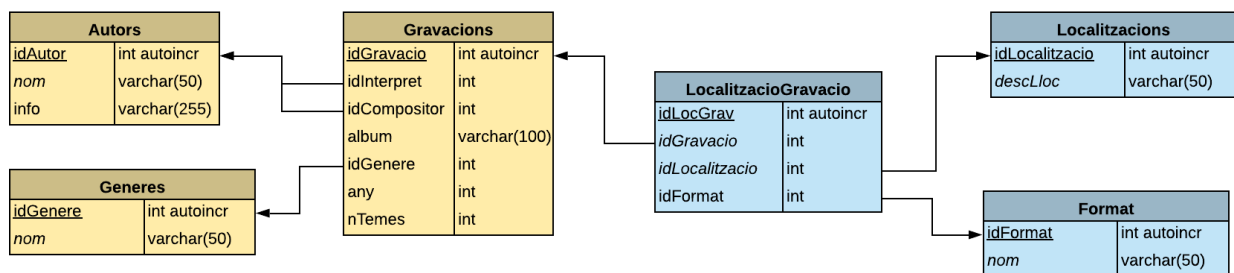 Autors
idAutor int autoincr
nom varchar(50)
info varchar(255)
Generes
idGenere int autoincr
nom varchar(50)
Gravacions
idGravacio int autoincr
idInterpret int
idCompositor int
album varchar(100)
idGenere int
any int
nTemes int
LocalitzacioGravacio
idLocGrav int autoincr
idGravacio int
idLocalitzacio int
idFormat int
Localitzacions
idLocalitzacio int autoincr
descLloc varchar(50)
Format
idFormat int autoincr
nom varchar(50)